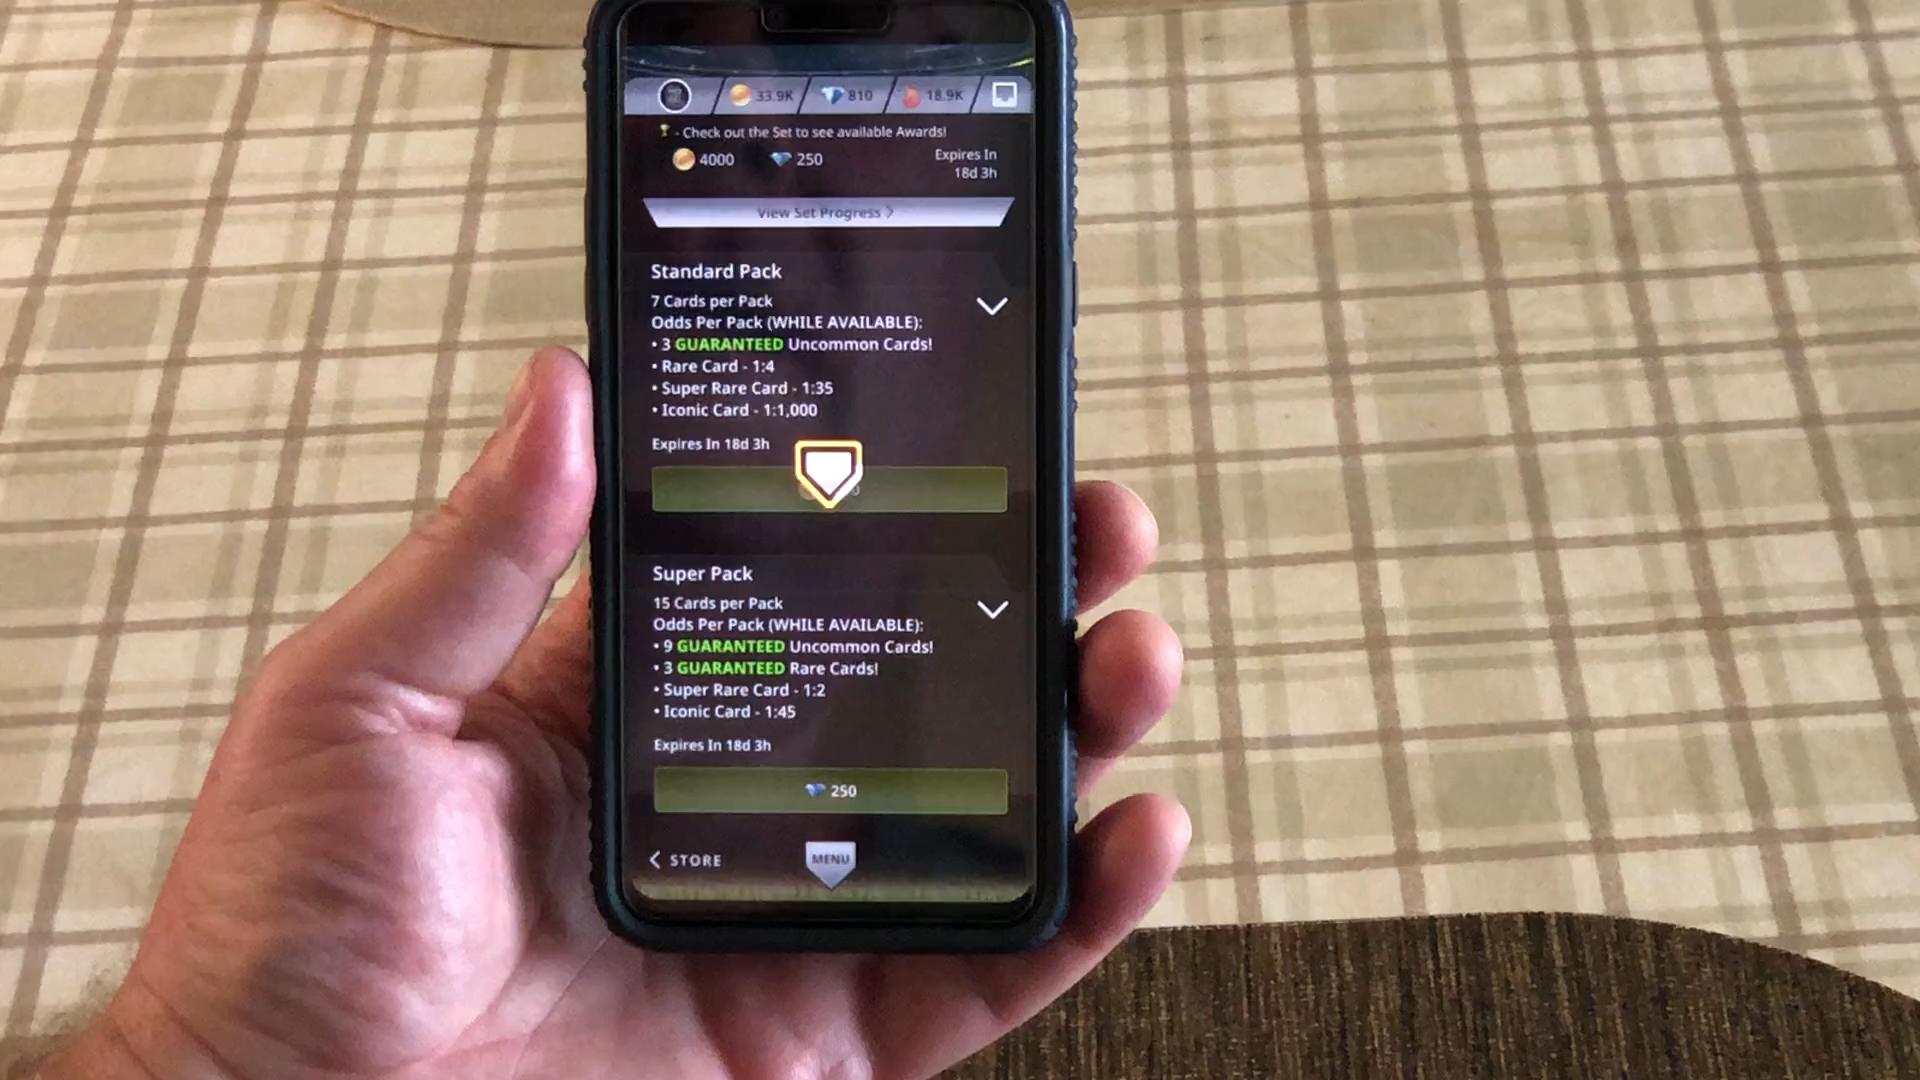 33.9K 810 18.9K
- Check out the Set to see available Awards!
4000 250 Expires In
18d 3h
View Set Progress >
Standard Pack
7 Cards per Pack
Odds Per Pack (WHILE AVAILABLE):
• 3 GUARANTEED Uncommon Cards!
• Rare Card - 1:4
• Super Rare Card - 1:35
• Iconic Card - 1:1,000
Expires In 18d 3h
Super Pack
15 Cards per Pack
Odds Per Pack (WHILE AVAILABLE):
• 9 GUARANTEED Uncommon Cards!
• 3 GUARANTEED Rare Cards!
• Super Rare Card - 1:2
• Iconic Card - 1:45
Expires In 18d 3h
250
< STORE MENU